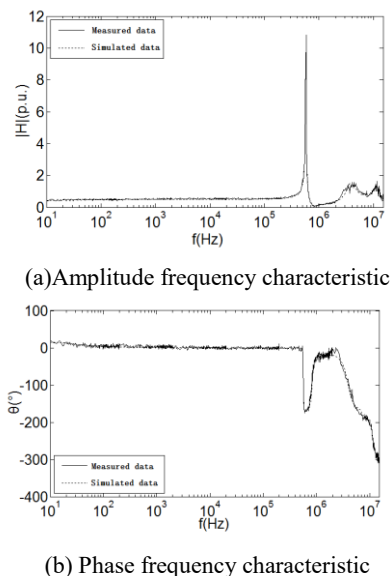 12
10
8
6
4
2
0
|H|(p.u.)
Measured data
Simulated data
10¹ 10² 10³ 10⁴ 10⁵ 10⁶ 10⁷
f(Hz)
(a)Amplitude frequency characteristic
100
0
-100
-200
-300
-400
θ(°)
Measured data
Simulated data
10¹ 10² 10³ 10⁴ 10⁵ 10⁶ 10⁷
f(Hz)
(b) Phase frequency characteristic